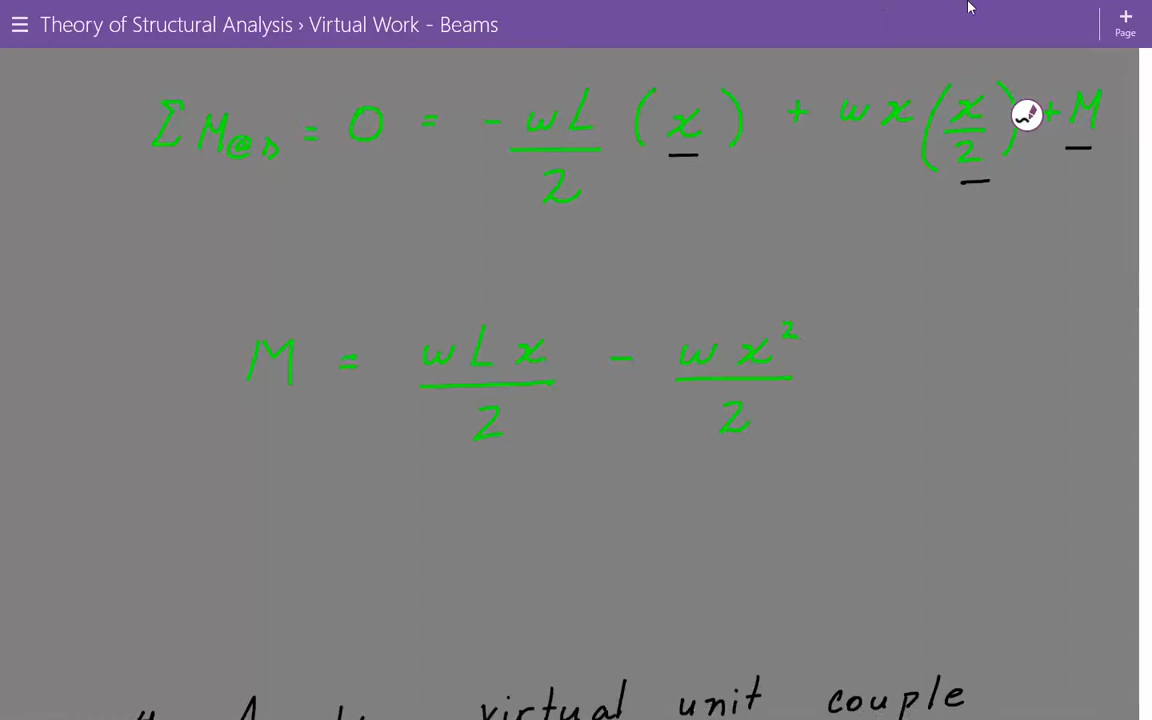 Theory of Structural Analysis › Virtual Work - Beams
Page
ΣM@ = 0 = - wL/2 (x) + wx(x/2) + M
M = wLx/2 - wx²/2
virtual unit couple